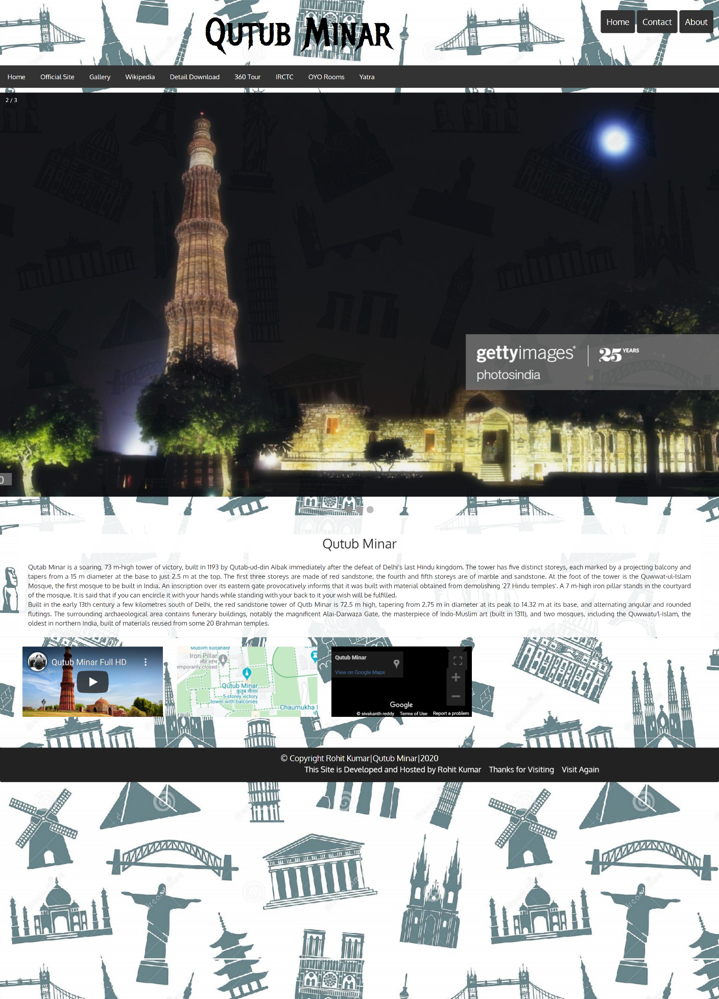 Qutub Minar
Home Contact About
Home Official Site Gallery Wikipedia Detail Download 360 Tour IRCTC OYO Rooms Yatra
2 / 3
gettyimages® 25 YEARS
photosindia
Qutub Minar
Qutab Minar is a soaring, 73 m-high tower of victory, built in 1193 by Qutab-ud-din Aibak immediately after the defeat of Delhi's last Hindu kingdom. The tower has five distinct storeys, each marked by a projecting balcony and
tapers from a 15 m diameter at the base to just 2.5 m at the top. The first three storeys are made of red sandstone; the fourth and fifth storeys are of marble and sandstone. At the foot of the tower is the Quwwat-ul-Islam
Mosque, the first mosque to be built in India. An inscription over its eastern gate provocatively informs that it was built with material obtained from demolishing '27 Hindu temples'. A 7 m-high iron pillar stands in the courtyard
of the mosque. It is said that if you can encircle it with your hands while standing with your back to it your wish will be fulfilled.
Built in the early 13th century a few kilometres south of Delhi, the red sandstone tower of Qutb Minar is 72.5 m high, tapering from 2.75 m in diameter at its peak to 14.32 m at its base, and alternating angular and rounded
flutings. The surrounding archaeological area contains funerary buildings, notably the magnificent Alai-Darwaza Gate, the masterpiece of Indo-Muslim art (built in 1311), and two mosques, including the Quwwatu'l-Islam, the
oldest in northern India, built of materials reused from some 20 Brahman temples.
Qutub Minar Full HD
Muslim sultanate
Iron Pillar
लौह स्तंभ
emporarily closed
Qutub Minar
क़ुतुब मीनार
5-storey victory
tower with balconies
Chaumukha
Qutub Minar
View on Google Maps
Google
© sivakanth reddy Terms of Use Report a problem
© Copyright Rohit Kumar|Qutub Minar|2020
This Site is Developed and Hosted by Rohit Kumar Thanks for Visiting Visit Again